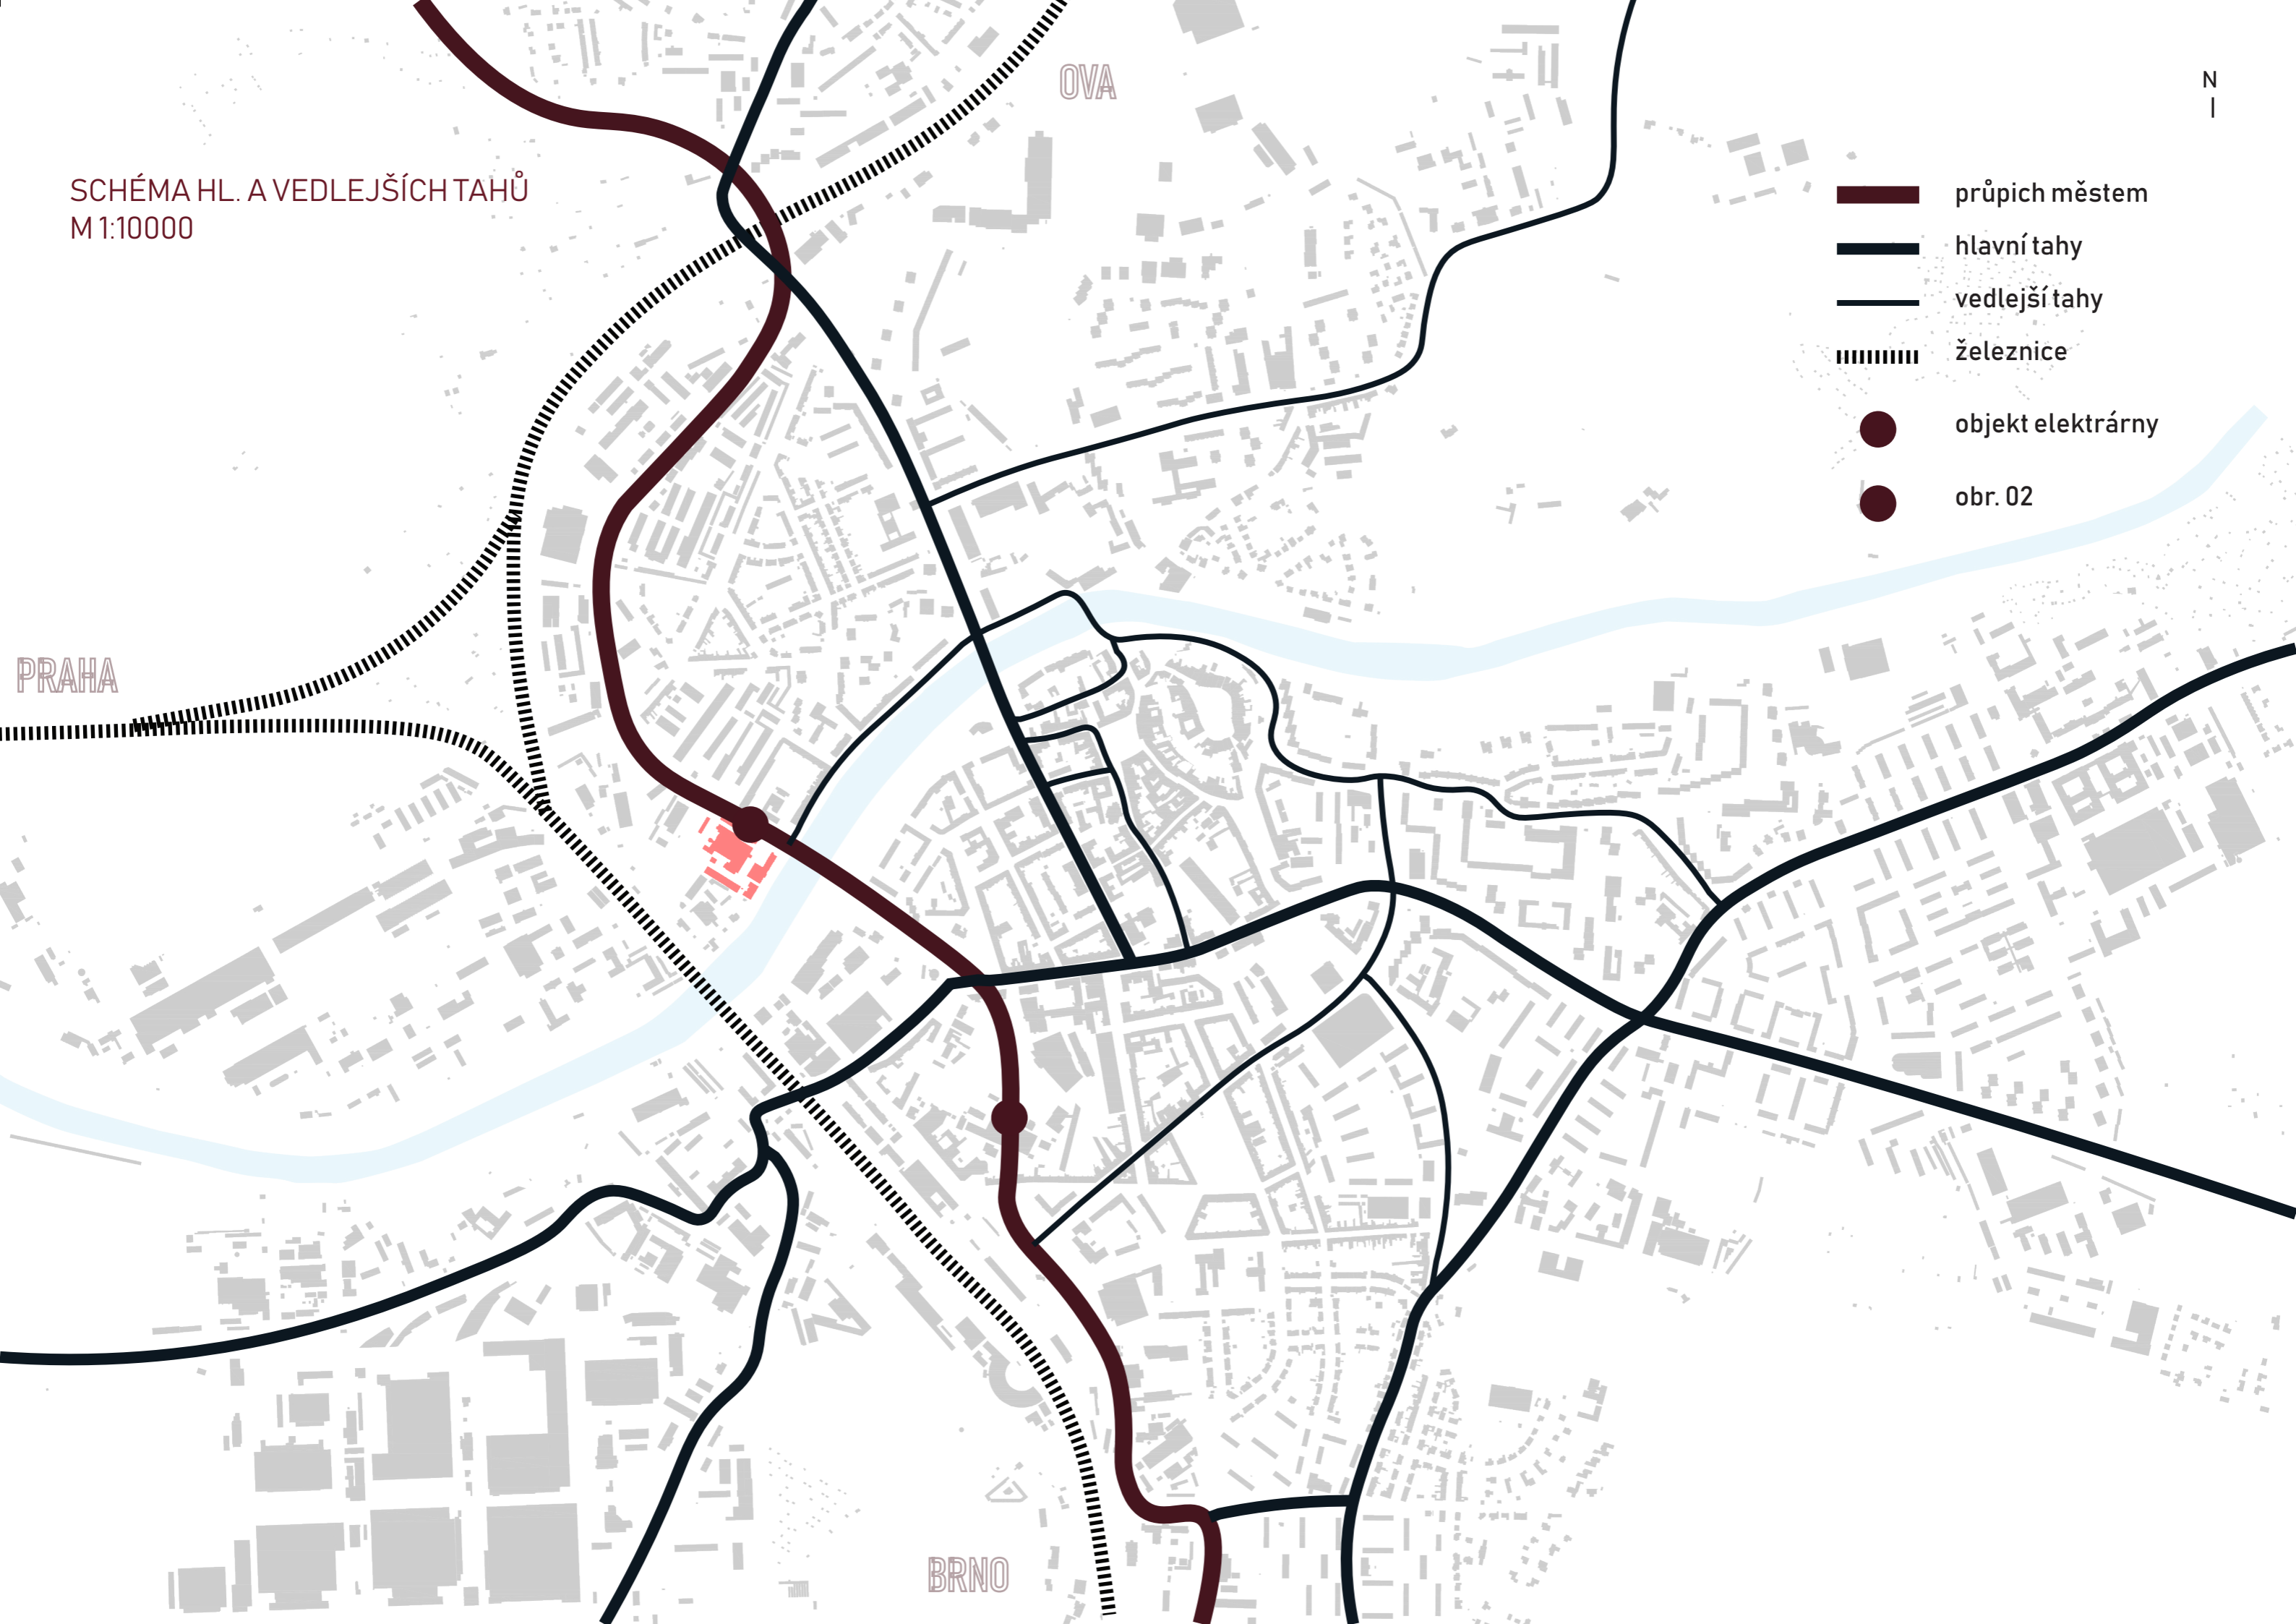 OVA
N
SCHÉMA HL. A VEDLEJŠÍCH TAHŮ
M 1:10000
průpich městem
hlavní tahy
vedlejší tahy
železnice
objekt elektrárny
obr. 02
PRAHA
BRNO